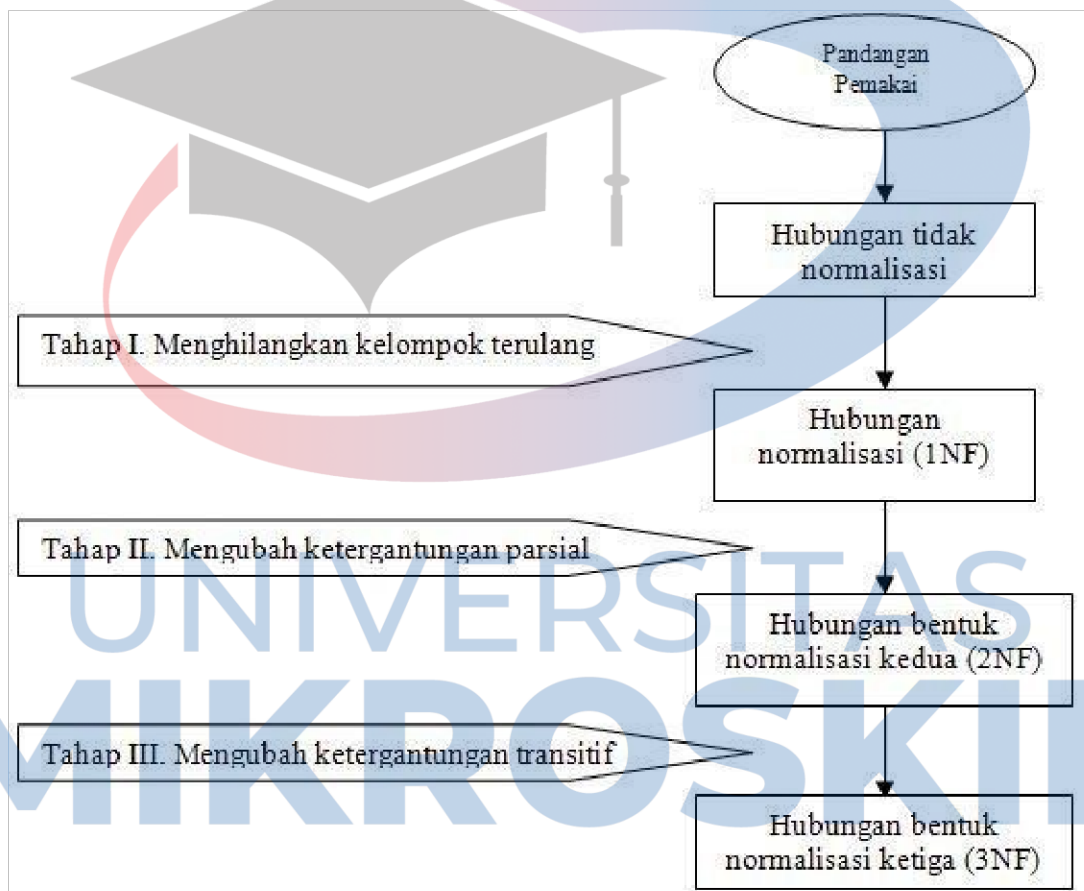 Pandangan
Pemakai
Hubungan tidak
normalisasi
Tahap I. Menghilangkan kelompok terulang
Hubungan
normalisasi (1NF)
Tahap II. Mengubah ketergantungan parsial
Hubungan bentuk
normalisasi kedua (2NF)
Tahap III. Mengubah ketergantungan transitif
Hubungan bentuk
normalisasi ketiga (3NF)
UNIVERSITAS
MIKROSKIL